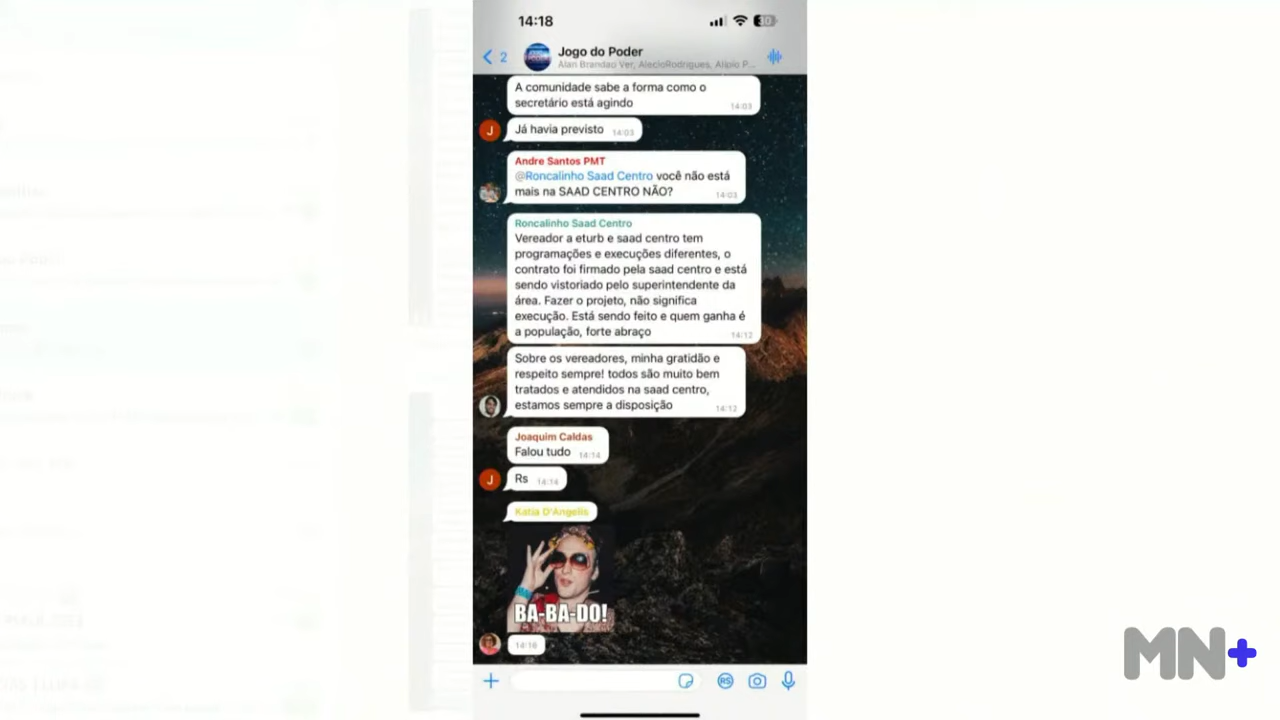 14:18
30
2
Jogo do Poder
Alan Brandao Ver, AlecioRodrigues, Alipio P...
A comunidade sabe a forma como o
secretário está agindo
14:03
Já havia previsto 14:03
J
Andre Santos PMT
@Roncalinho Saad Centro você não está
mais na SAAD CENTRO NÃO?
14:03
Roncalinho Saad Centro
Vereador a eturb e saad centro tem
programações e execuções diferentes, o
contrato foi firmado pela saad centro e está
sendo vistoriado pelo superintendente da
área. Fazer o projeto, não significa
execução. Está sendo feito e quem ganha é
a população, forte abraço
14:12
Sobre os vereadores, minha gratidão e
respeito sempre! todos são muito bem
tratados e atendidos na saad centro,
estamos sempre a disposição
14:12
Joaquim Caldas
Falou tudo 14:14
J
Rs 14:14
Katia D'Angelis
BA-BA-DO!
14:16
MN+